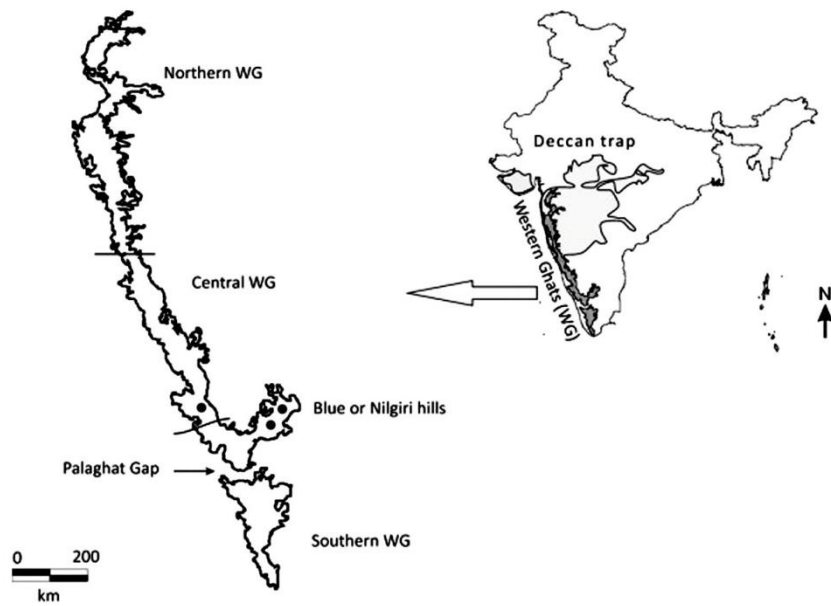 Northern WG
Central WG
Blue or Nilgiri hills
Palaghat Gap
Southern WG
0 200
km
Deccan trap
Western Ghats (WG)
N